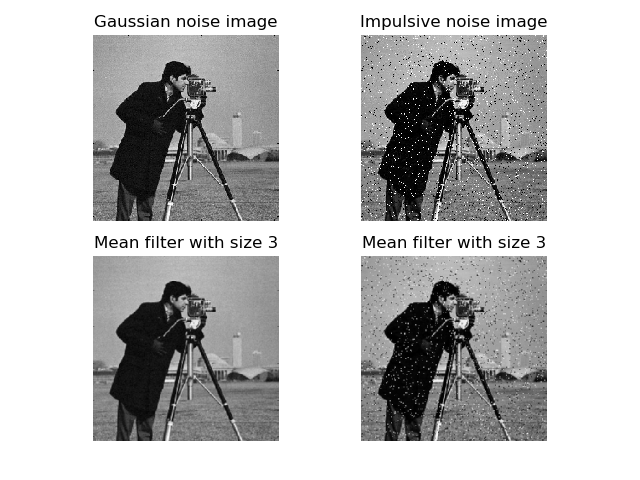 Gaussian noise image
Impulsive noise image
Mean filter with size 3
Mean filter with size 3